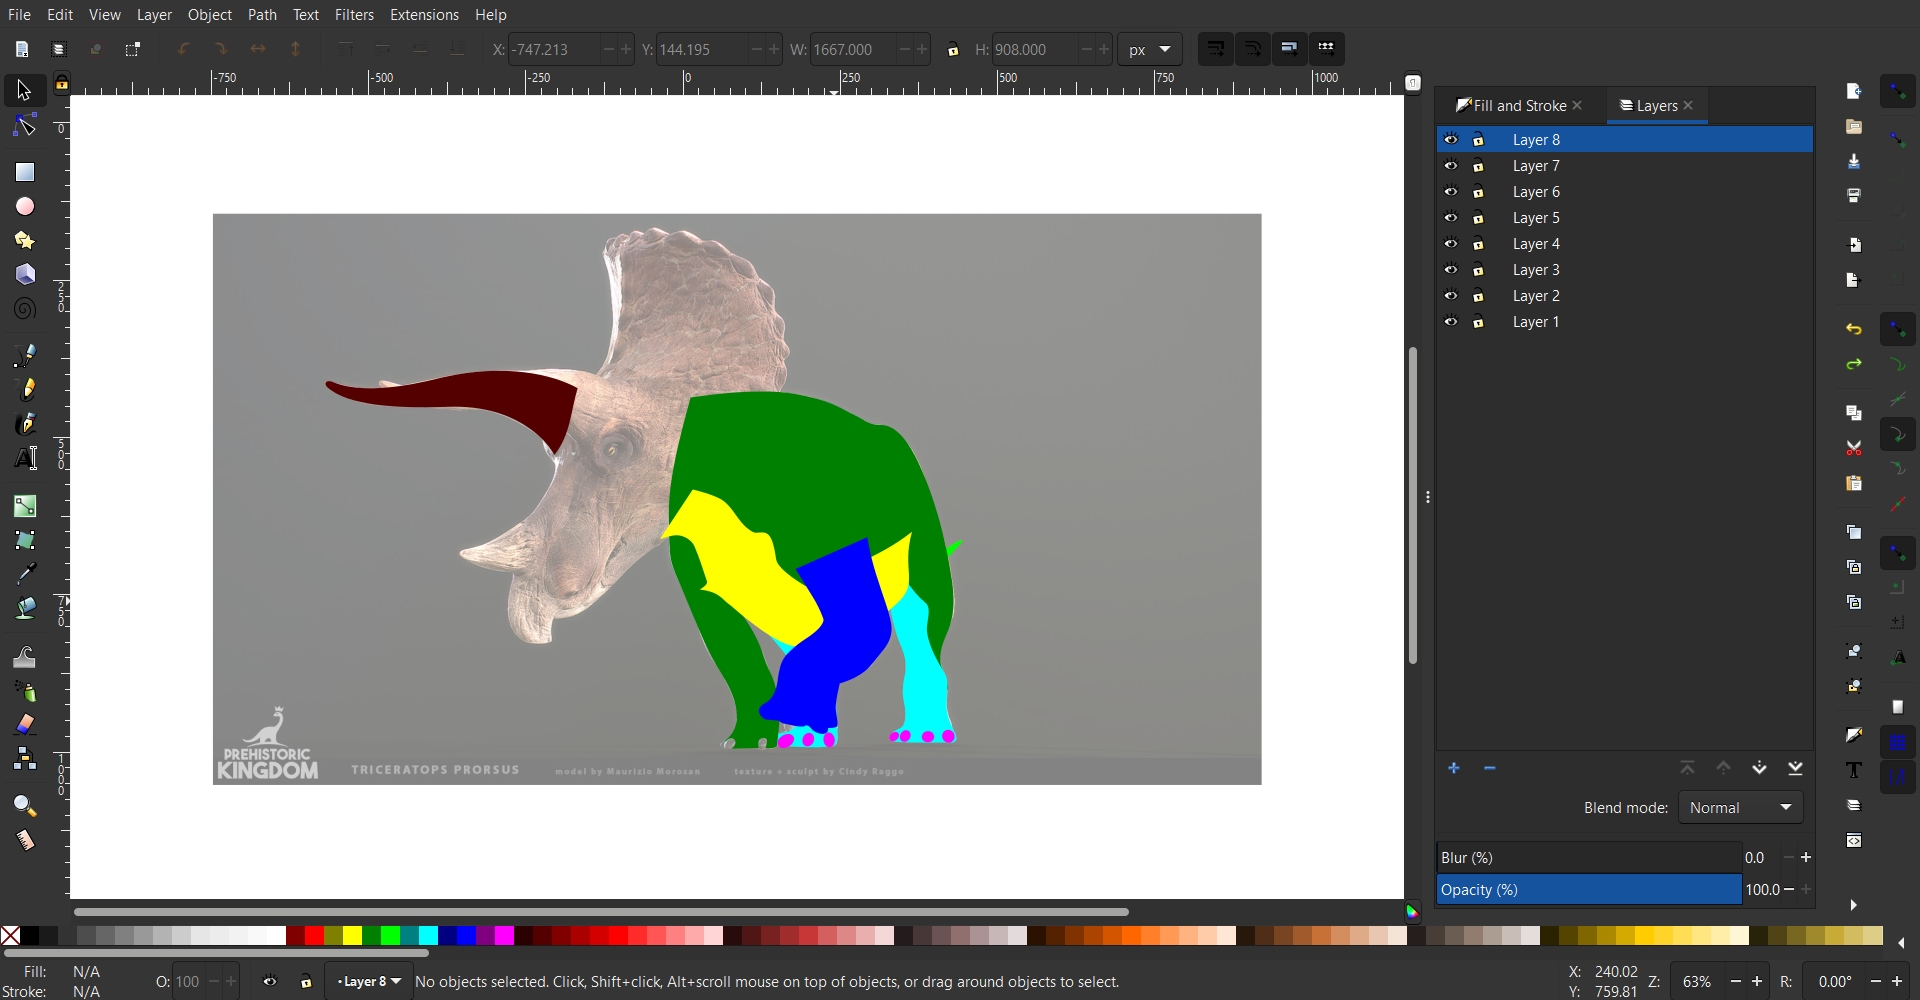 File Edit View Layer Object Path Text Filters Extensions Help
X: -747.213 Y: 144.195 W: 1667.000 H: 908.000 px
-750 -500 -250 0 250 500 750 1000
0
250
500
750
1000
Fill and Stroke Layers
Layer 8
Layer 7
Layer 6
Layer 5
Layer 4
Layer 3
Layer 2
Layer 1
PREHISTORIC
KINGDOM
TRICERATOPS PRORSUS model by Maurizio Morosan texture + sculpt by Cindy Raggo
Blend mode: Normal
Blur (%) 0.0
Opacity (%) 100.0
Fill: N/A
Stroke: N/A
O: 100
Layer 8
No objects selected. Click, Shift+click, Alt+scroll mouse on top of objects, or drag around objects to select.
X: 240.02
Y: 759.81
Z: 63%
R: 0.00°